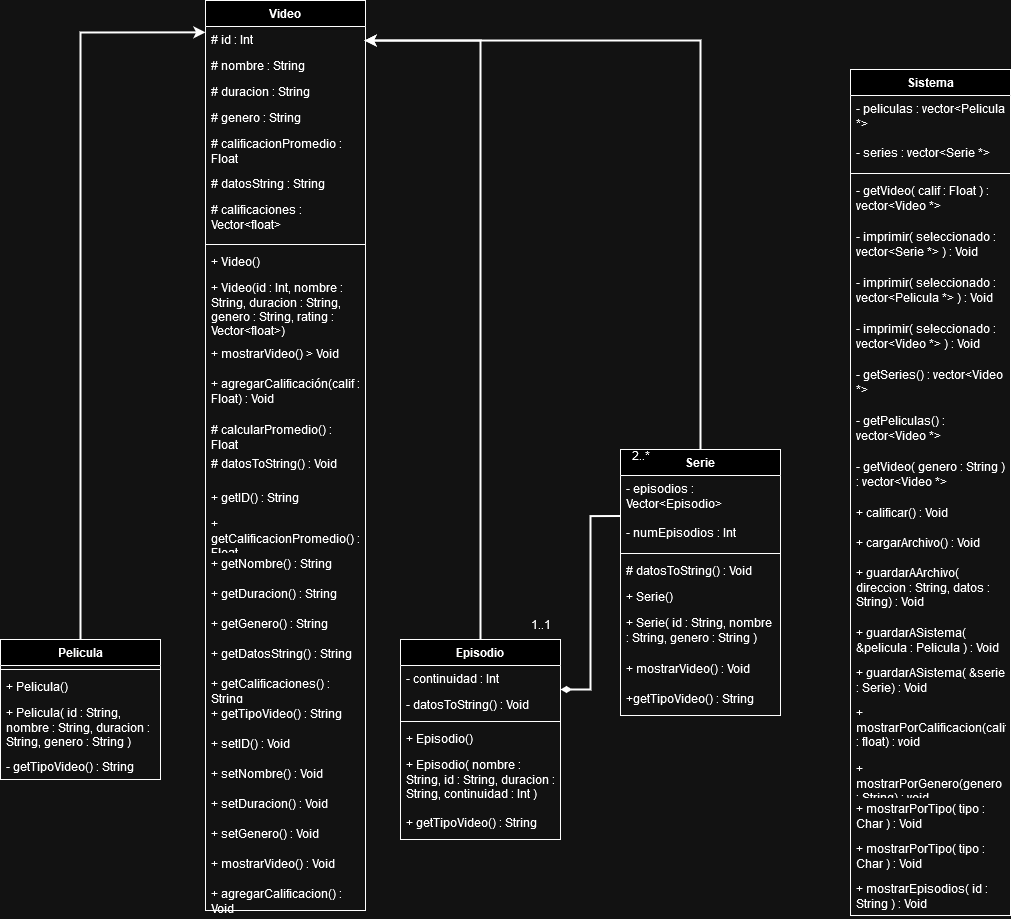 Video
# id : Int
# nombre : String
# duracion : String
# genero : String
# calificacionPromedio :
Float
# datosString : String
# calificaciones :
Vector<float>
+ Video()
+ Video(id : Int, nombre :
String, duracion : String,
genero : String, rating :
Vector<float>)
+ mostrarVideo() > Void
+ agregarCalificación(calif :
Float) : Void
# calcularPromedio() :
Float
# datosToString() : Void
+ getID() : String
+
getCalificacionPromedio() :
Float
+ getNombre() : String
+ getDuracion() : String
+ getGenero() : String
+ getDatosString() : String
+ getCalificaciones() :
String
+ getTipoVideo() : String
+ setID() : Void
+ setNombre() : Void
+ setDuracion() : Void
+ setGenero() : Void
+ mostrarVideo() : Void
+ agregarCalificacion() :
Void
Pelicula
+ Pelicula()
+ Pelicula( id : String,
nombre : String, duracion :
String, genero : String )
- getTipoVideo() : String
1..1
Episodio
- continuidad : Int
- datosToString() : Void
+ Episodio()
+ Episodio( nombre :
String, id : String, duracion :
String, continuidad : Int )
+ getTipoVideo() : String
2..*
Serie
- episodios :
Vector<Episodio>
- numEpisodios : Int
# datosToString() : Void
+ Serie()
+ Serie( id : String, nombre
: String, genero : String )
+ mostrarVideo() : Void
+getTipoVideo() : String
Sistema
- peliculas : vector<Pelicula
*>
- series : vector<Serie *>
- getVideo( calif : Float ) :
vector<Video *>
- imprimir( seleccionado :
vector<Serie *> ) : Void
- imprimir( seleccionado :
vector<Pelicula *> ) : Void
- imprimir( seleccionado :
vector<Video *> ) : Void
- getSeries() : vector<Video
*>
- getPeliculas() :
vector<Video *>
- getVideo( genero : String )
: vector<Video *>
+ calificar() : Void
+ cargarArchivo() : Void
+ guardarAArchivo(
direccion : String, datos :
String) : Void
+ guardarASistema(
&pelicula : Pelicula ) : Void
+ guardarASistema( &serie
: Serie) : Void
+
mostrarPorCalificacion(calif
: float) : void
+
mostrarPorGenero(genero
: String) : void
+ mostrarPorTipo( tipo :
Char ) : Void
+ mostrarPorTipo( tipo :
Char ) : Void
+ mostrarEpisodios( id :
String ) : Void